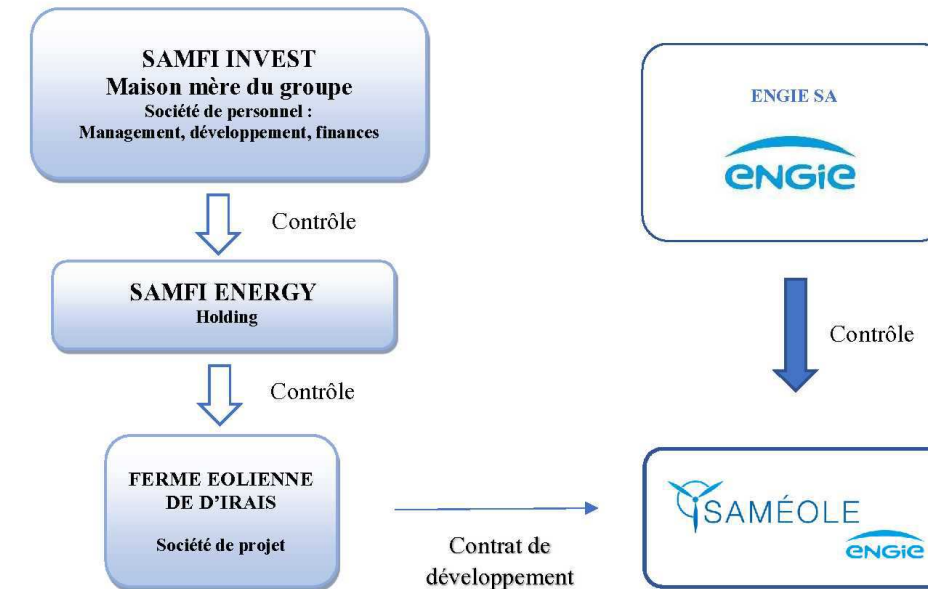 SAMFI INVEST
Maison mère du groupe
Société de personnel :
Management, développement, finances
Contrôle
SAMFI ENERGY
Holding
Contrôle
FERME EOLIENNE
DE D'IRAIS
Société de projet
Contrat de
développement
ENGIE SA
ENGiE
Contrôle
SAMÉOLE
ENGiE